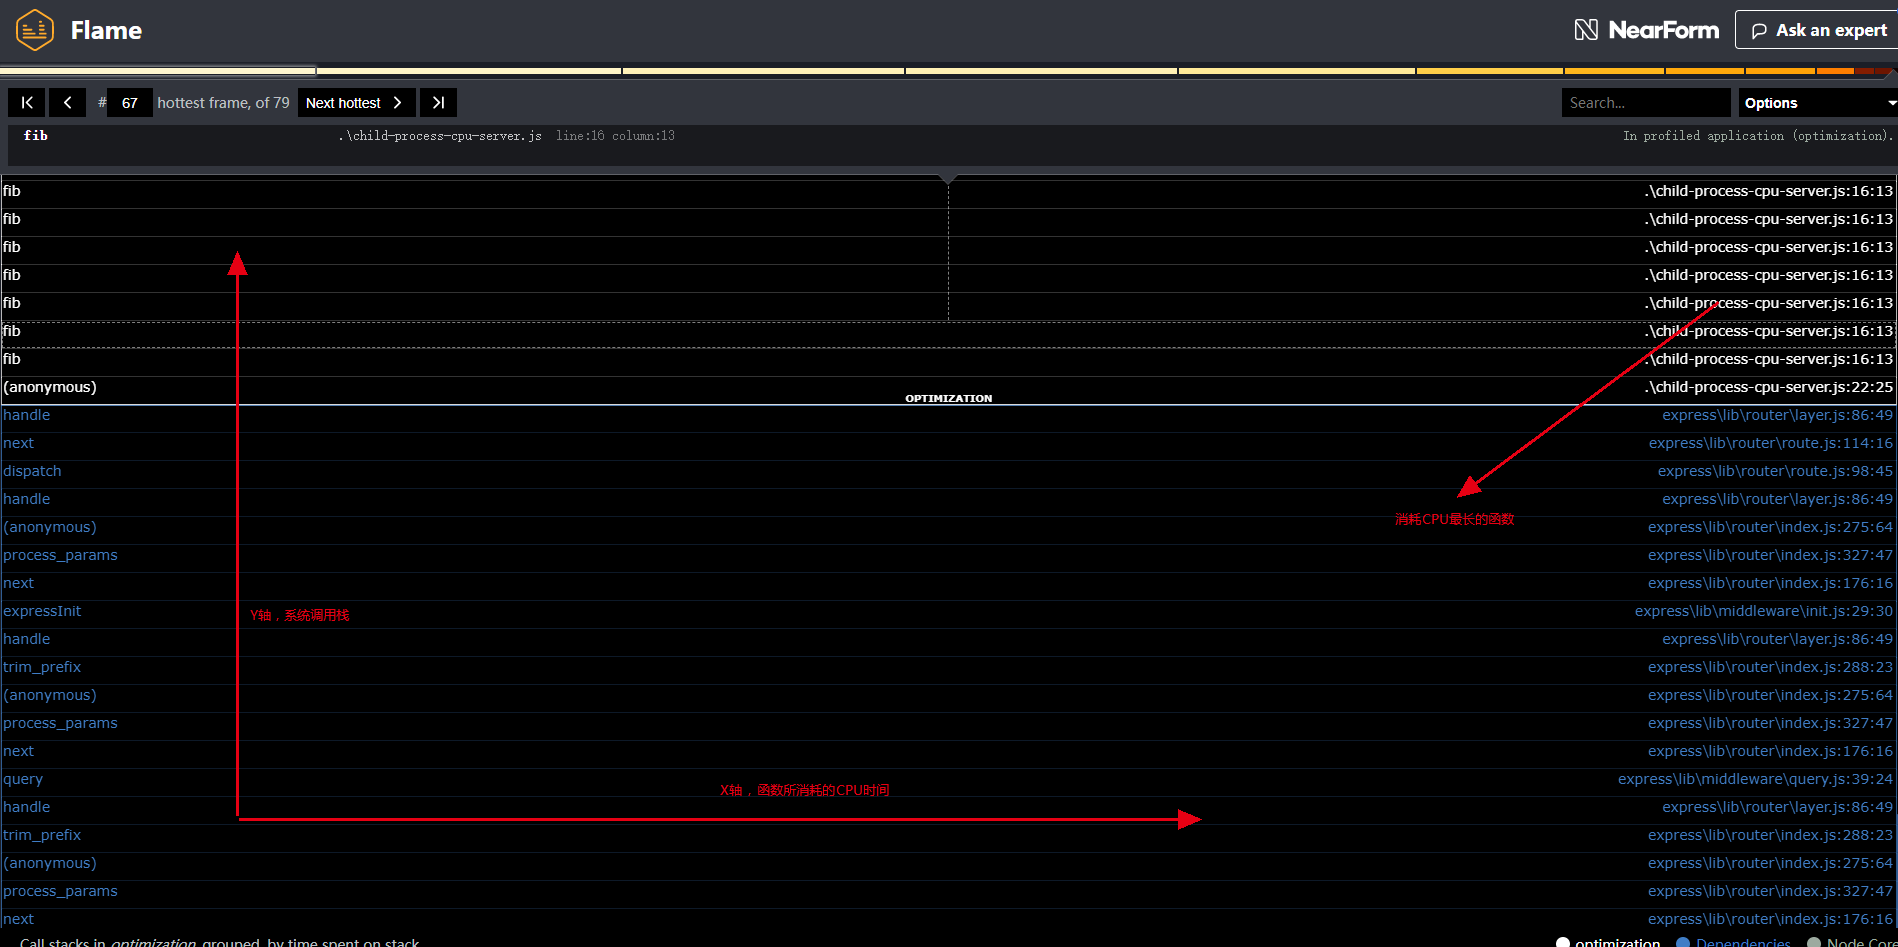 Flame
NearForm
Ask an expert
# 67 hottest frame, of 79 Next hottest
Search...
Options
fib .\child-process-cpu-server.js line:16 column:13 In profiled application (optimization).
fib .\child-process-cpu-server.js:16:13
fib .\child-process-cpu-server.js:16:13
fib .\child-process-cpu-server.js:16:13
fib .\child-process-cpu-server.js:16:13
fib .\child-process-cpu-server.js:16:13
fib .\child-process-cpu-server.js:16:13
fib .\child-process-cpu-server.js:16:13
(anonymous) .\child-process-cpu-server.js:22:25
OPTIMIZATION
handle express\lib\router\layer.js:86:49
next express\lib\router\route.js:114:16
dispatch express\lib\router\route.js:98:45
handle express\lib\router\layer.js:86:49
消耗CPU最长的函数
(anonymous) express\lib\router\index.js:275:64
process_params express\lib\router\index.js:327:47
next express\lib\router\index.js:176:16
expressInit express\lib\middleware\init.js:29:30
Y轴，系统调用栈
handle express\lib\router\layer.js:86:49
trim_prefix express\lib\router\index.js:288:23
(anonymous) express\lib\router\index.js:275:64
process_params express\lib\router\index.js:327:47
next express\lib\router\index.js:176:16
query express\lib\middleware\query.js:39:24
X轴，函数所消耗的CPU时间
handle express\lib\router\layer.js:86:49
trim_prefix express\lib\router\index.js:288:23
(anonymous) express\lib\router\index.js:275:64
process_params express\lib\router\index.js:327:47
next express\lib\router\index.js:176:16
Call stacks in optimization, grouped, by time spent on stack
optimization Dependencies Node Core